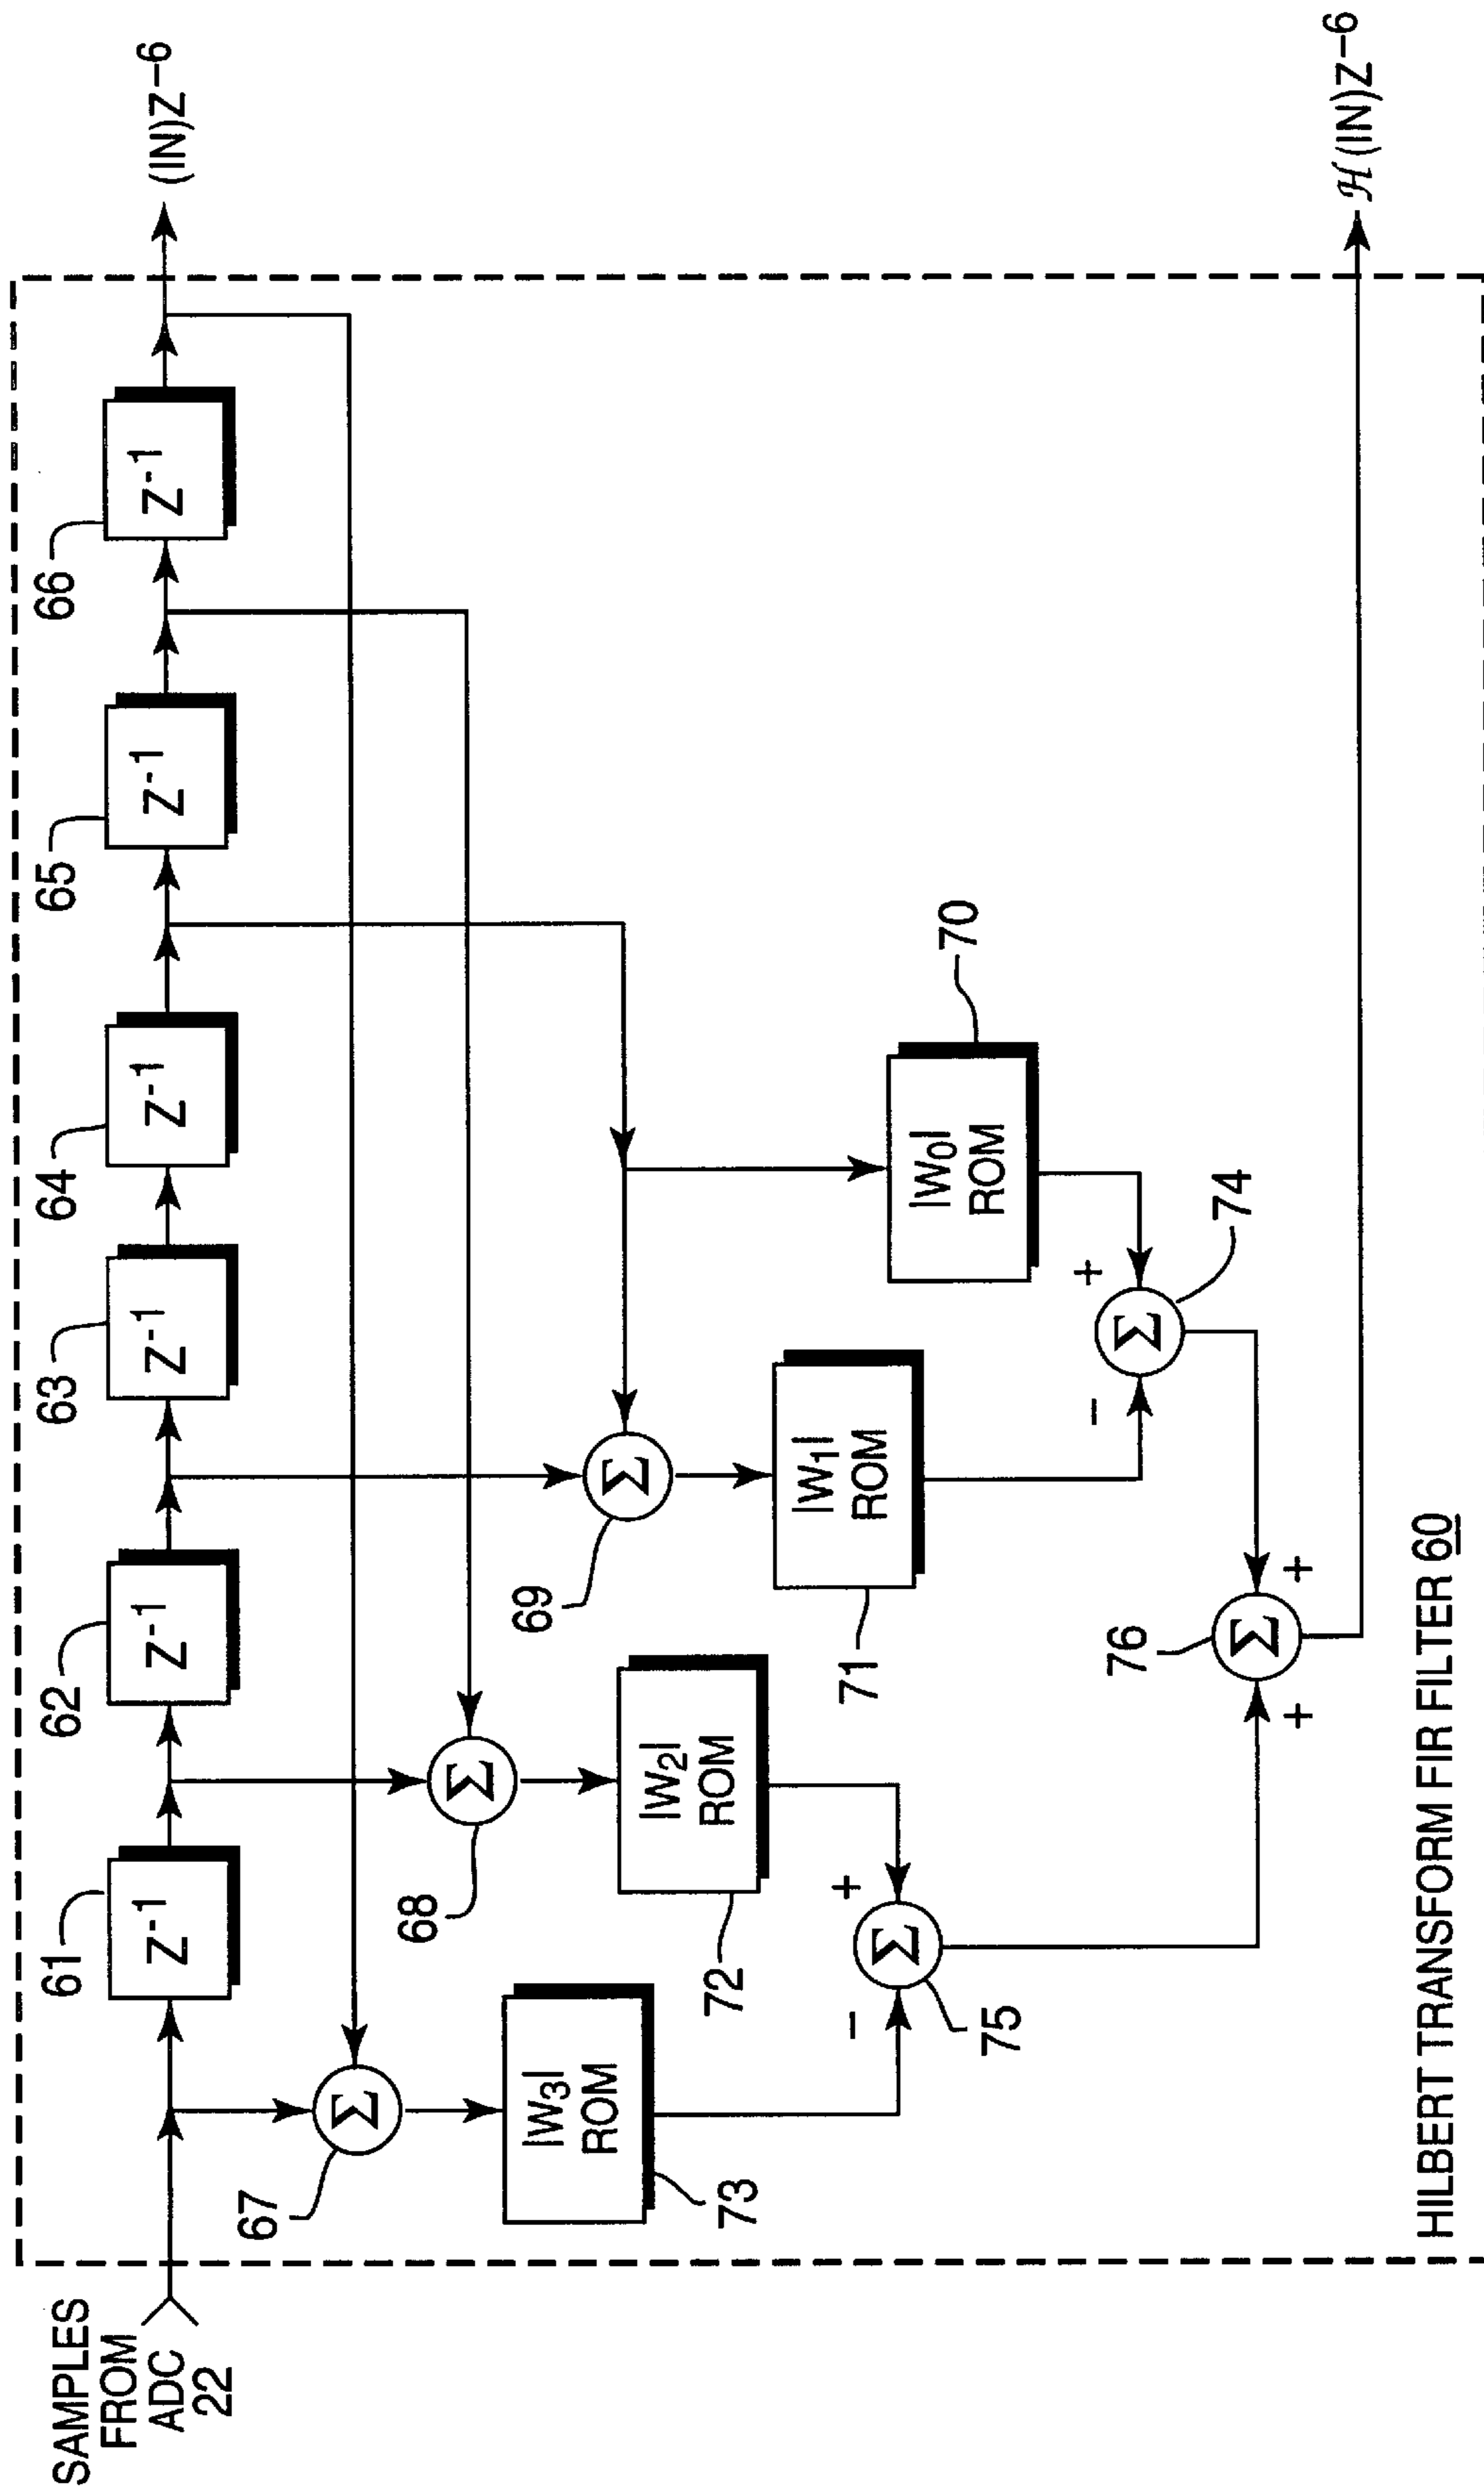 SAMPLES
FROM
ADC
22
61
Z-1
62
Z-1
63
Z-1
64
Z-1
65
Z-1
66
Z-1
(IN)Z-6
67
Σ
68
Σ
69
Σ
|W3|
ROM
73
|W2|
ROM
72
|W1|
ROM
71
|W0|
ROM
70
-
+
Σ
75
-
+
Σ
74
+
+
Σ
76
ℋ(IN)Z-6
HILBERT TRANSFORM FIR FILTER 60